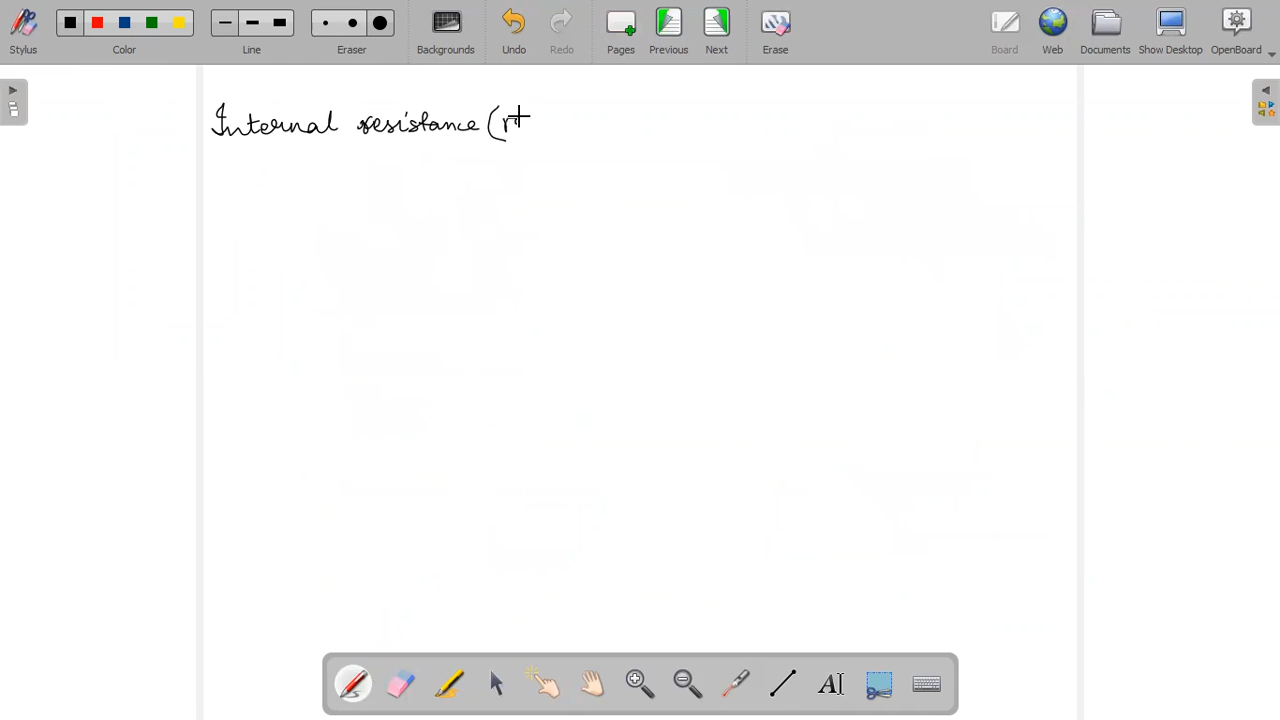 Stylus
Color
Line
Eraser
Backgrounds
Undo
Redo
Pages
Previous
Next
Erase
Board
Web
Documents
Show Desktop
OpenBoard
Internal resistance (r
AI